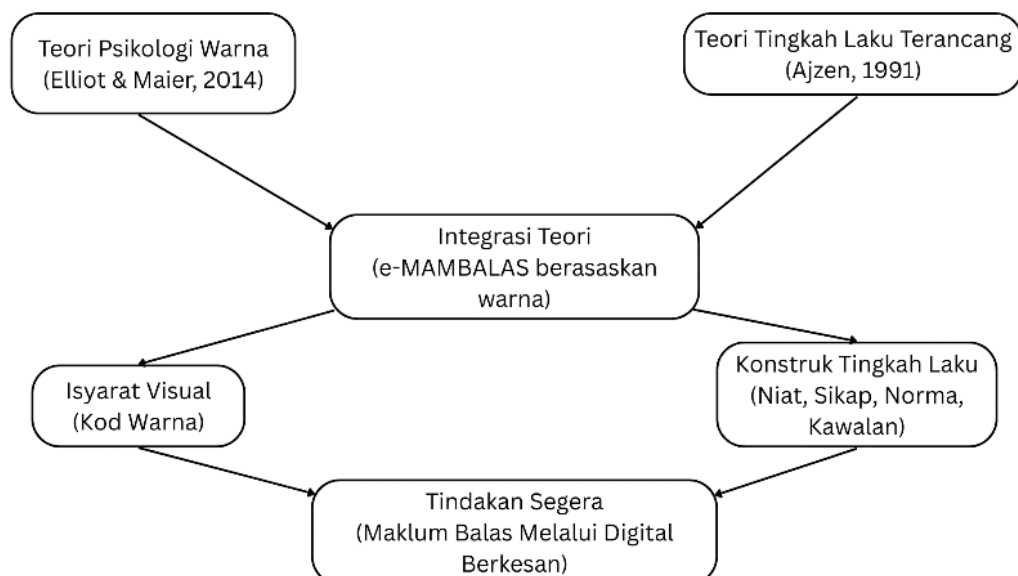 Teori Psikologi Warna
(Elliot & Maier, 2014)
Teori Tingkah Laku Terancang
(Ajzen, 1991)
Integrasi Teori
(e-MAMBALAS berasaskan
warna)
Isyarat Visual
(Kod Warna)
Konstruk Tingkah Laku
(Niat, Sikap, Norma,
Kawalan)
Tindakan Segera
(Maklum Balas Melalui Digital
Berkesan)